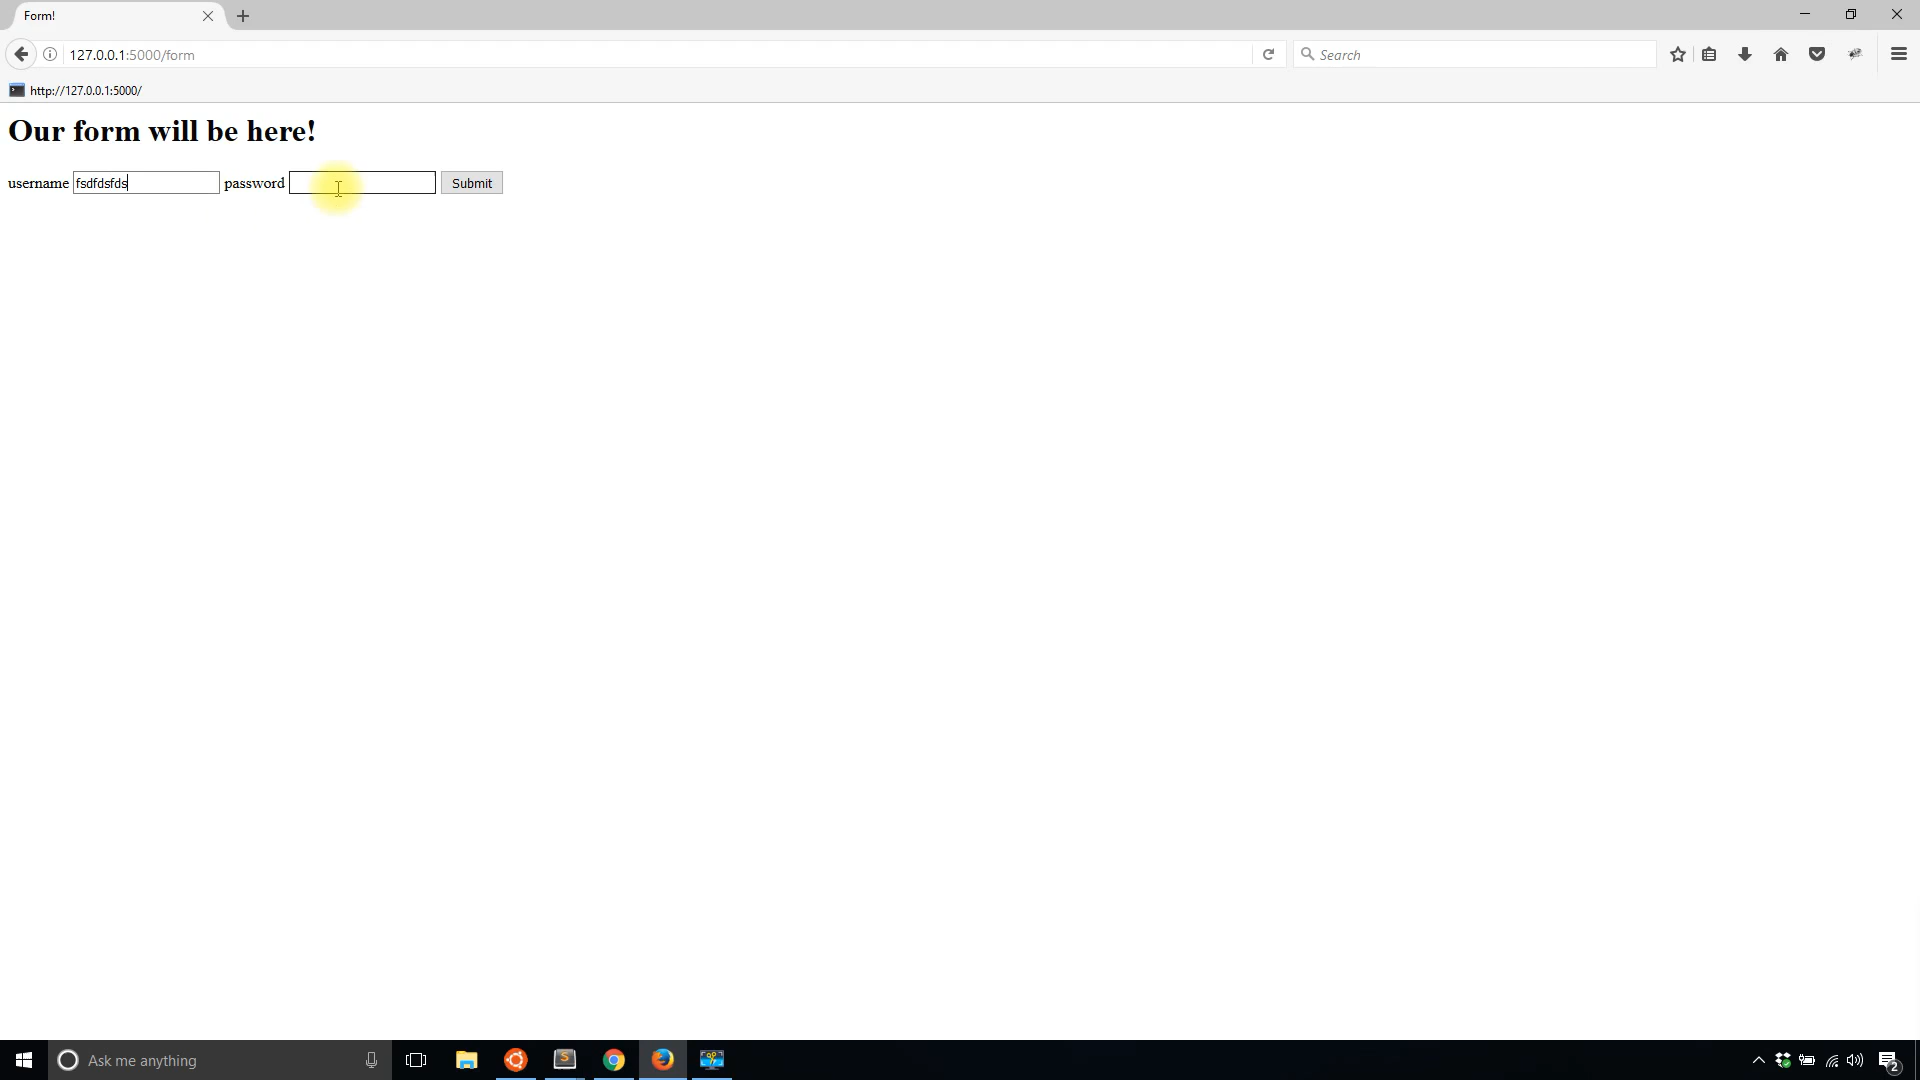 Form!
127.0.0.1:5000/form
Search
http://127.0.0.1:5000/
Our form will be here!
username fsdfdsfds password Submit
Ask me anything
2